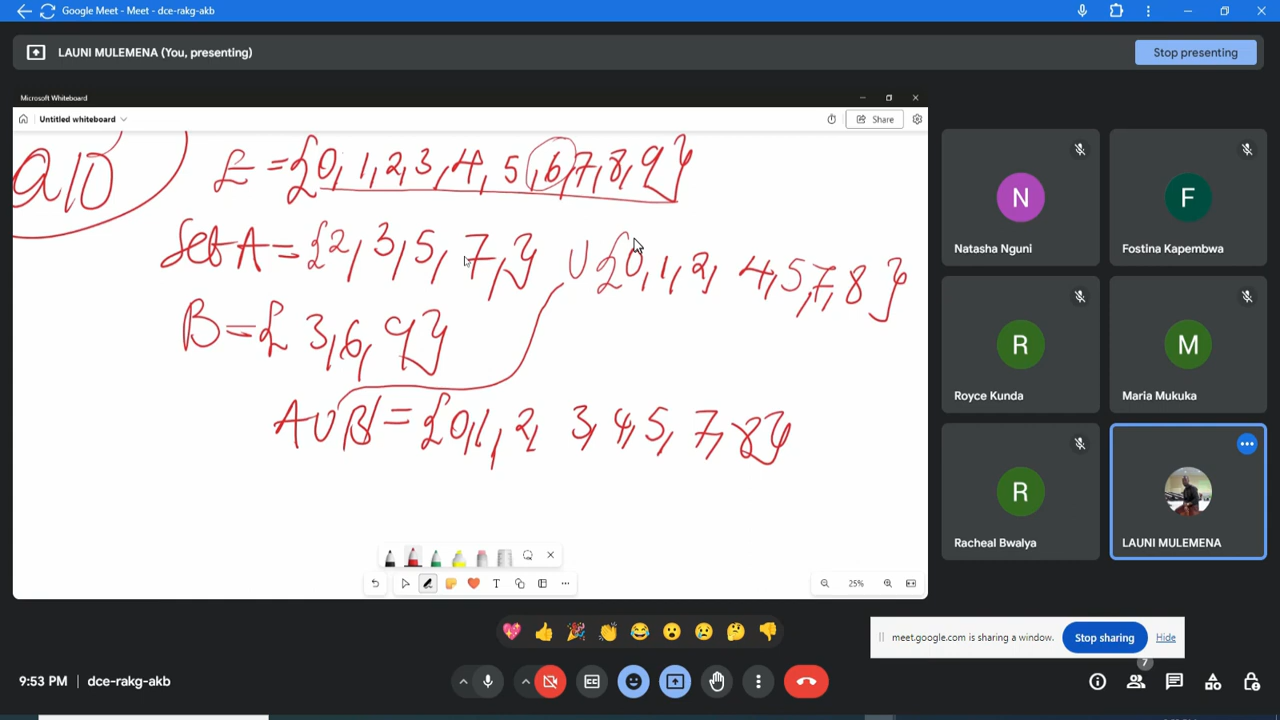 Google Meet - Meet - dce-rakg-akb
LAUNI MULEMENA (You, presenting)
Stop presenting
Microsoft Whiteboard
Untitled whiteboard
Share
E = {0, 1, 2, 3, 4, 5, 6, 7, 8, 9}
Set A = {2, 3, 5, 7,} U {0, 1, 2, 4, 5, 7, 8}
B = {3, 6, 9}
A U B' = {0, 1, 2, 3, 4, 5, 7, 8}
25%
Natasha Nguni
N
Fostina Kapembwa
F
Royce Kunda
R
Maria Mukuka
M
Racheal Bwalya
R
LAUNI MULEMENA
meet.google.com is sharing a window.
Stop sharing
Hide
9:53 PM | dce-rakg-akb
7